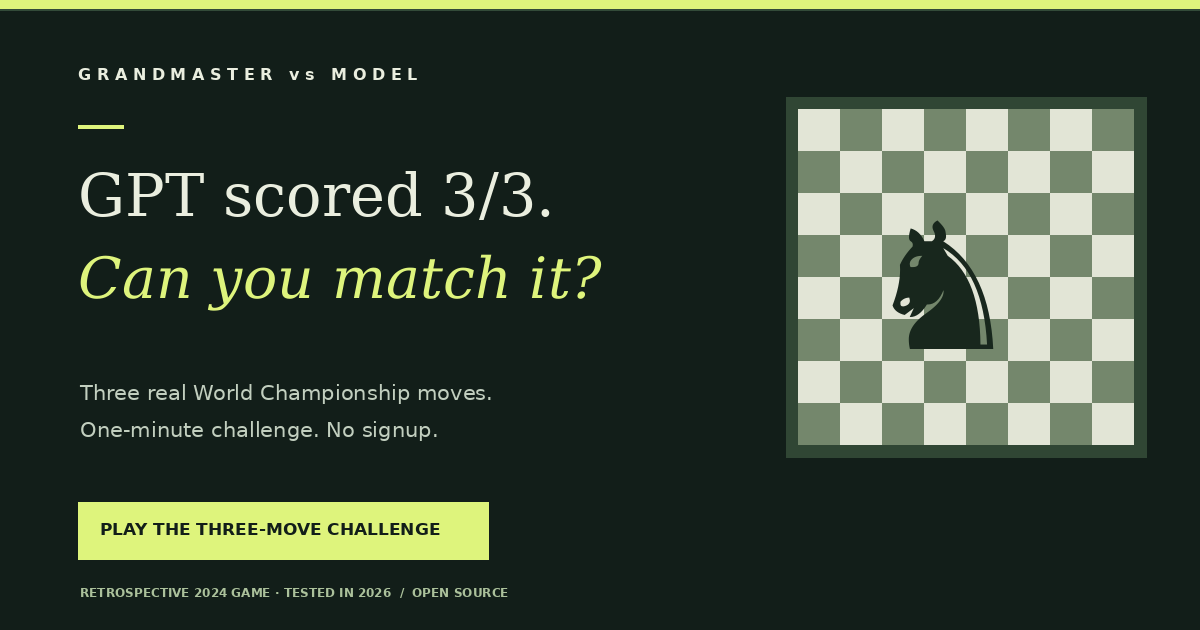 GRANDMASTER vs MODEL
GPT scored 3/3.
Can you match it?
Three real World Championship moves.
One-minute challenge. No signup.
PLAY THE THREE-MOVE CHALLENGE
RETROSPECTIVE 2024 GAME · TESTED IN 2026 / OPEN SOURCE